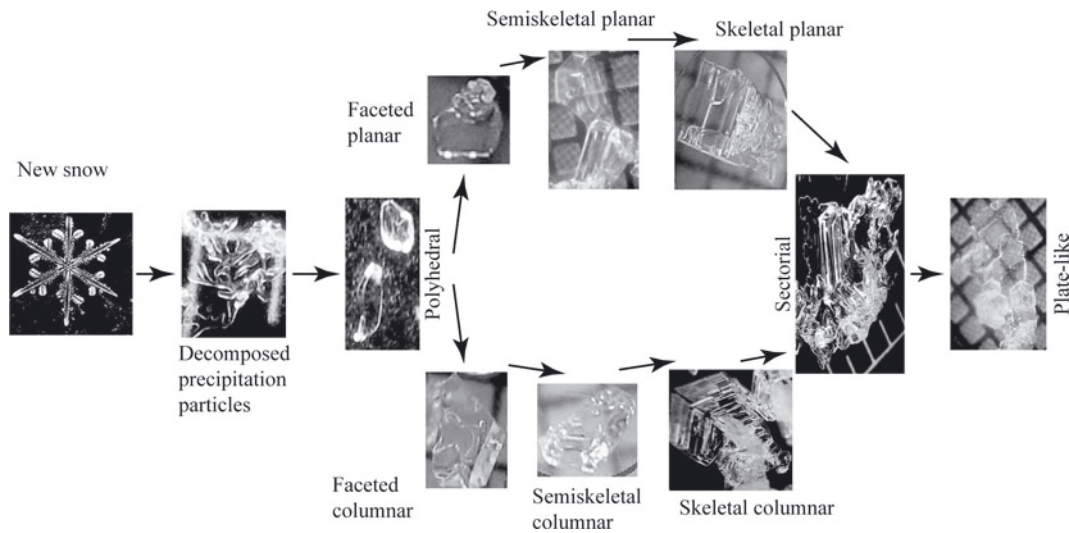 New snow
Decomposed
precipitation
particles
Polyhedral
Faceted
planar
Semiskeletal planar
Skeletal planar
Faceted
columnar
Semiskeletal
columnar
Skeletal columnar
Sectorial
Plate-like